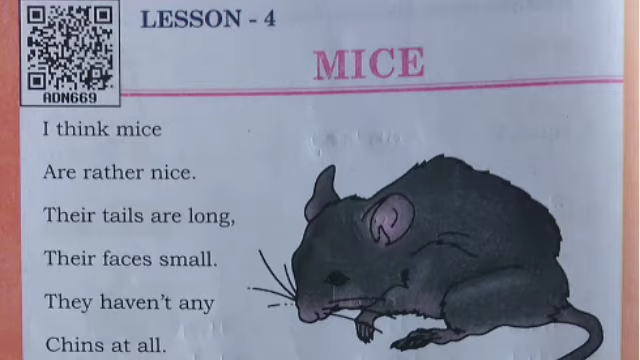 LESSON - 4
MICE
ADN669
I think mice
Are rather nice.
Their tails are long,
Their faces small.
They haven't any
Chins at all.